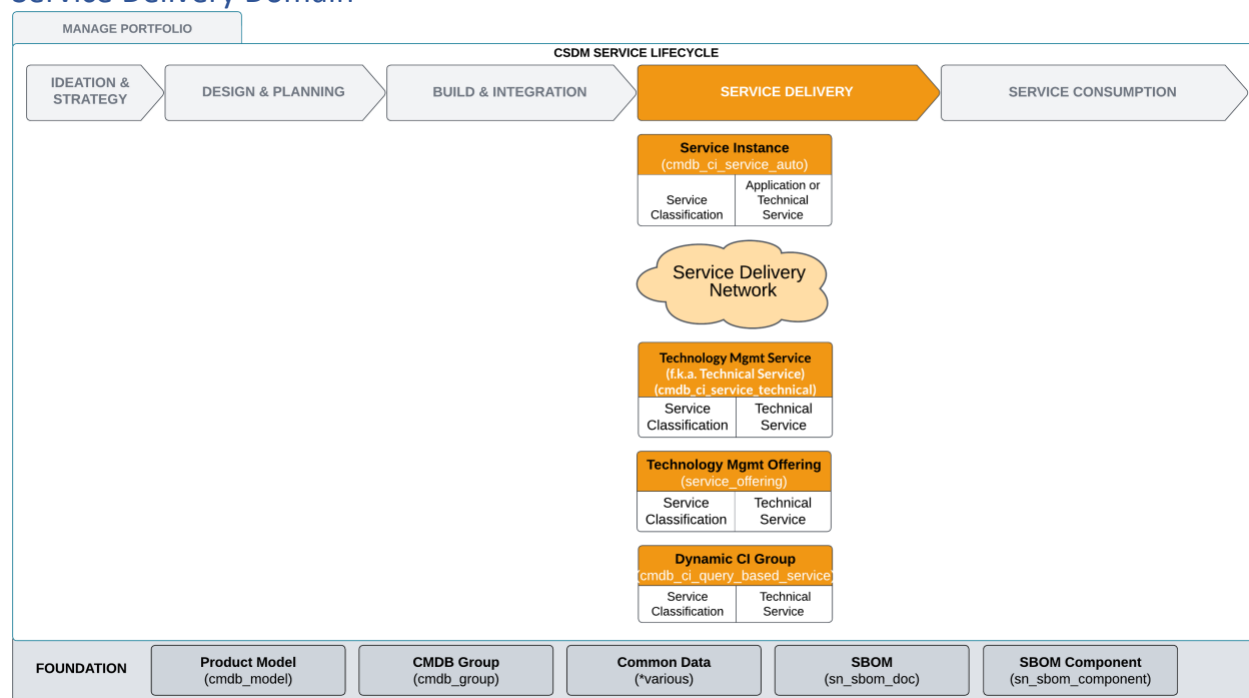 Service Delivery Domain
MANAGE PORTFOLIO
CSDM SERVICE LIFECYCLE
IDEATION &
STRATEGY
DESIGN & PLANNING
BUILD & INTEGRATION
SERVICE DELIVERY
SERVICE CONSUMPTION
Service Instance
(cmdb_ci_service_auto)
Service
Classification
Application or
Technical
Service
Service Delivery
Network
Technology Mgmt Service
(f.k.a. Technical Service)
(cmdb_ci_service_technical)
Service
Classification
Technical
Service
Technology Mgmt Offering
(service_offering)
Service
Classification
Technical
Service
Dynamic CI Group
(cmdb_ci_query_based_service)
Service
Classification
Technical
Service
FOUNDATION
Product Model
(cmdb_model)
CMDB Group
(cmdb_group)
Common Data
(*various)
SBOM
(sn_sbom_doc)
SBOM Component
(sn_sbom_component)